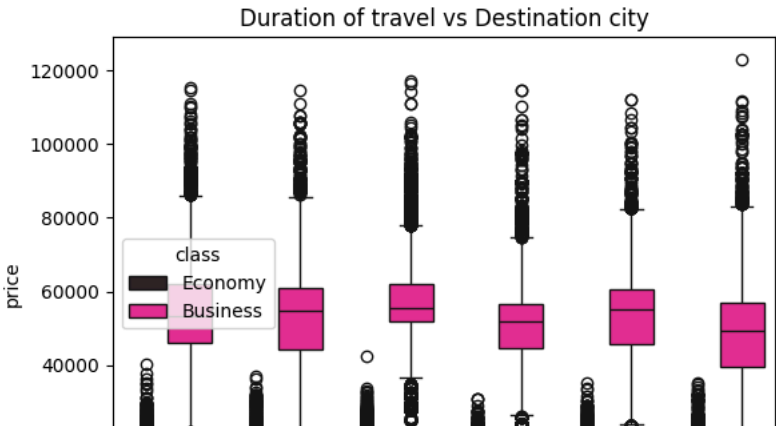 Duration of travel vs Destination city
120000
100000
80000
60000
40000
price
class
Economy
Business